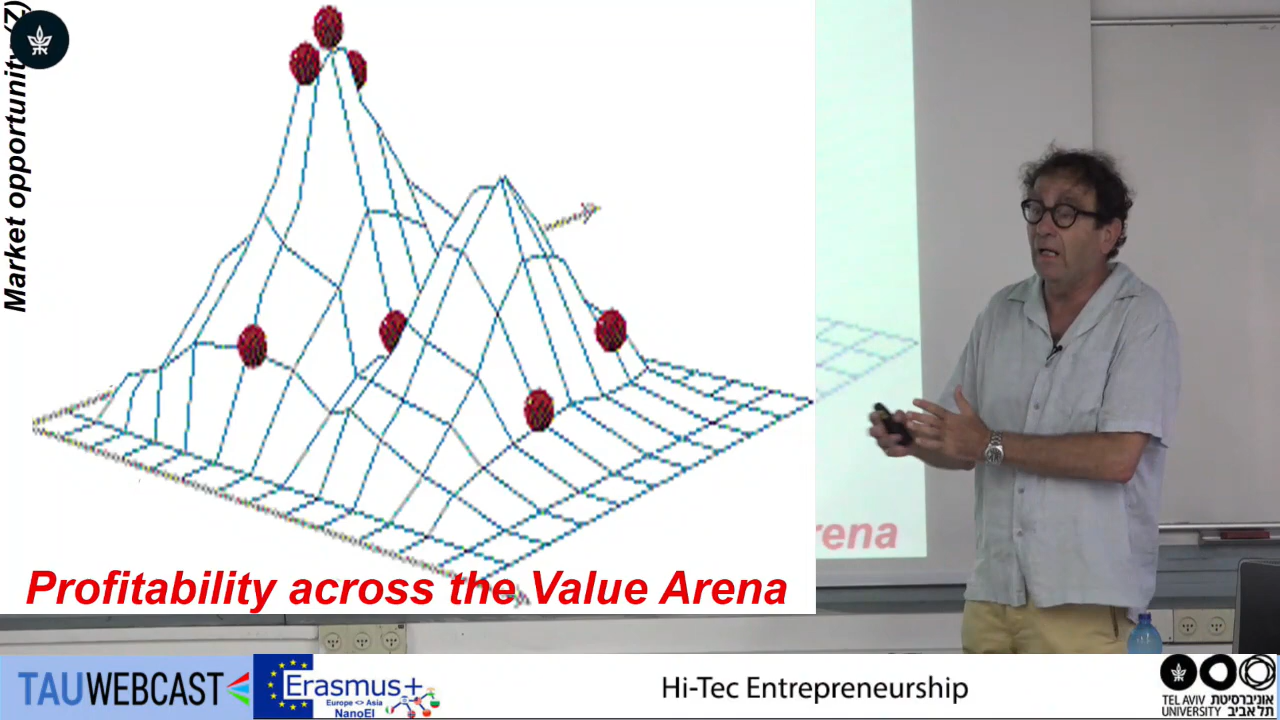 Market opportunity (Z)
Profitability across the Value Arena
rena
TAUWEBCAST
Erasmus+
Europe <> Asia
NanoEl
Hi-Tec Entrepreneurship
TEL AVIV אוניברסיטת
UNIVERSITY תל אביב